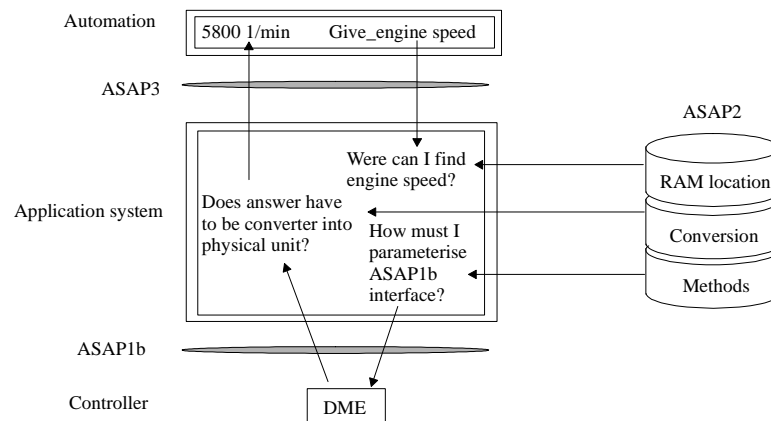 Automation
5800 1/min
Give_engine speed
ASAP3
ASAP2
Were can I find
engine speed?
RAM location
Application system
Does answer have
to be converter into
physical unit?
How must I
parameterise
ASAP1b
interface?
Conversion
Methods
ASAP1b
Controller
DME